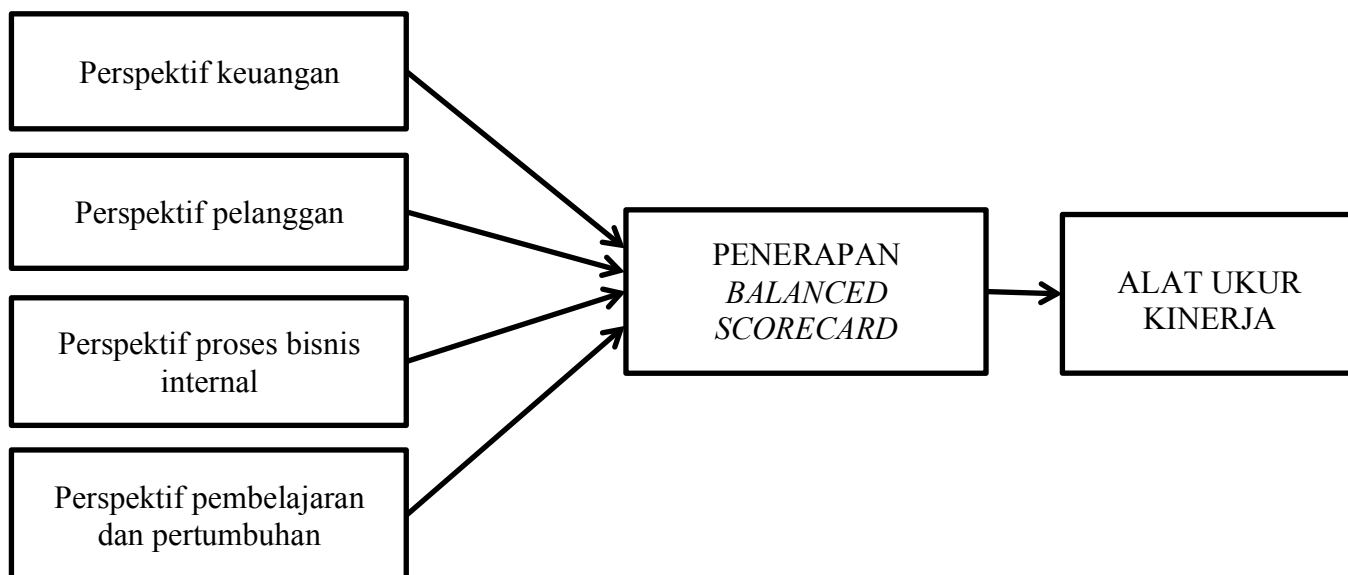 Perspektif keuangan
Perspektif pelanggan
Perspektif proses bisnis
internal
Perspektif pembelajaran
dan pertumbuhan
PENERAPAN
BALANCED
SCORECARD
ALAT UKUR
KINERJA